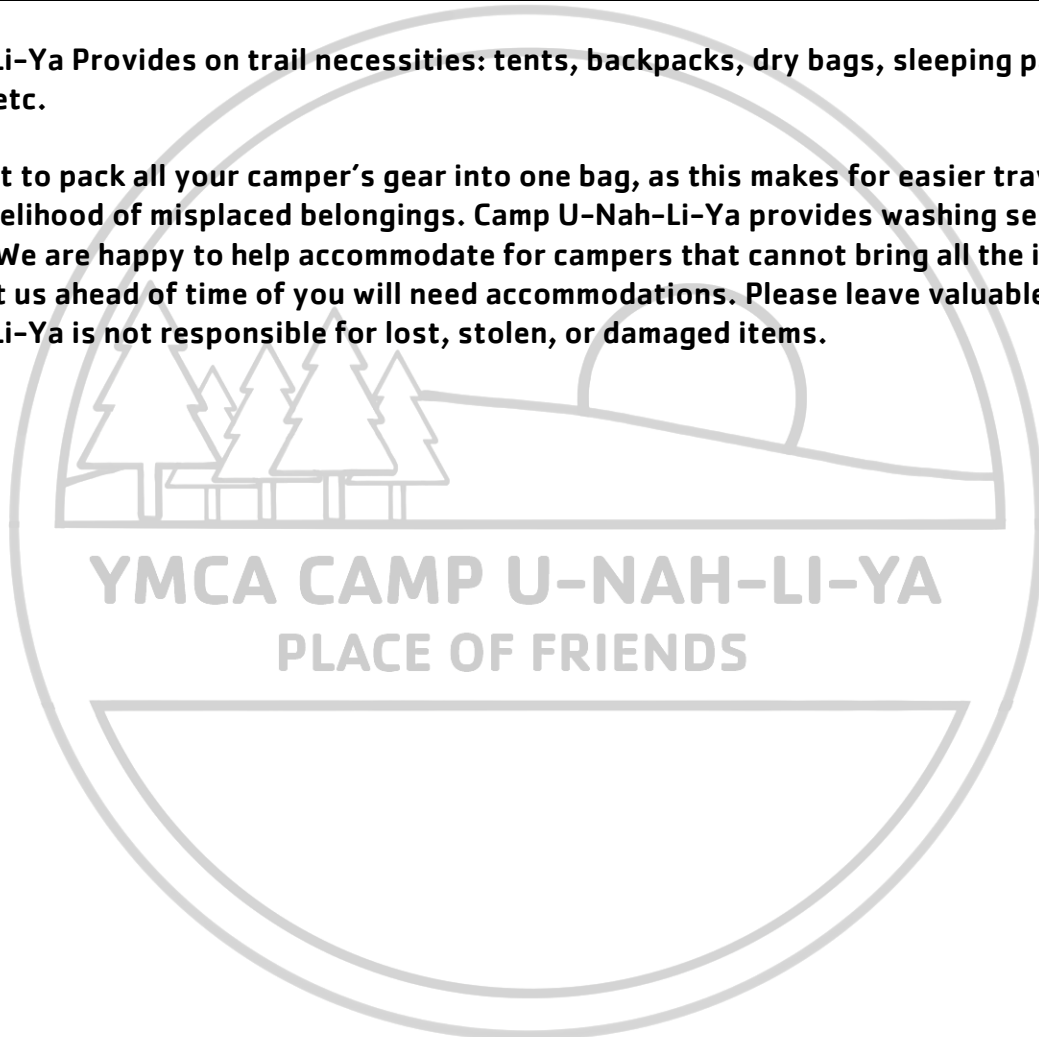 Li-Ya Provides on trail necessities: tents, backpacks, dry bags, sleeping p
etc.
t to pack all your camper's gear into one bag, as this makes for easier trav
elihood of misplaced belongings. Camp U-Nah-Li-Ya provides washing se
We are happy to help accommodate for campers that cannot bring all the i
t us ahead of time of you will need accommodations. Please leave valuable
Li-Ya is not responsible for lost, stolen, or damaged items.
YMCA CAMP U-NAH-LI-YA
PLACE OF FRIENDS